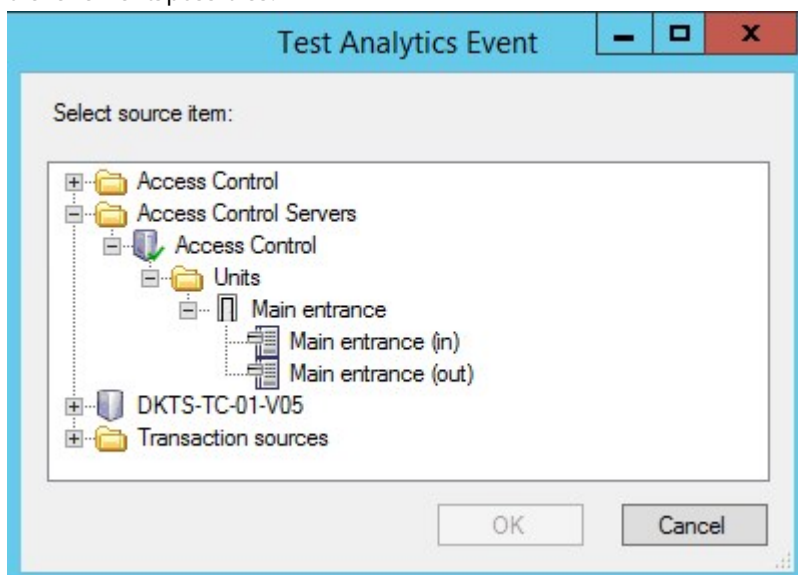 Test Analytics Event
Select source item:
Access Control
Access Control Servers
Access Control
Units
Main entrance
Main entrance (in)
Main entrance (out)
DKTS-TC-01-V05
Transaction sources
OK
Cancel